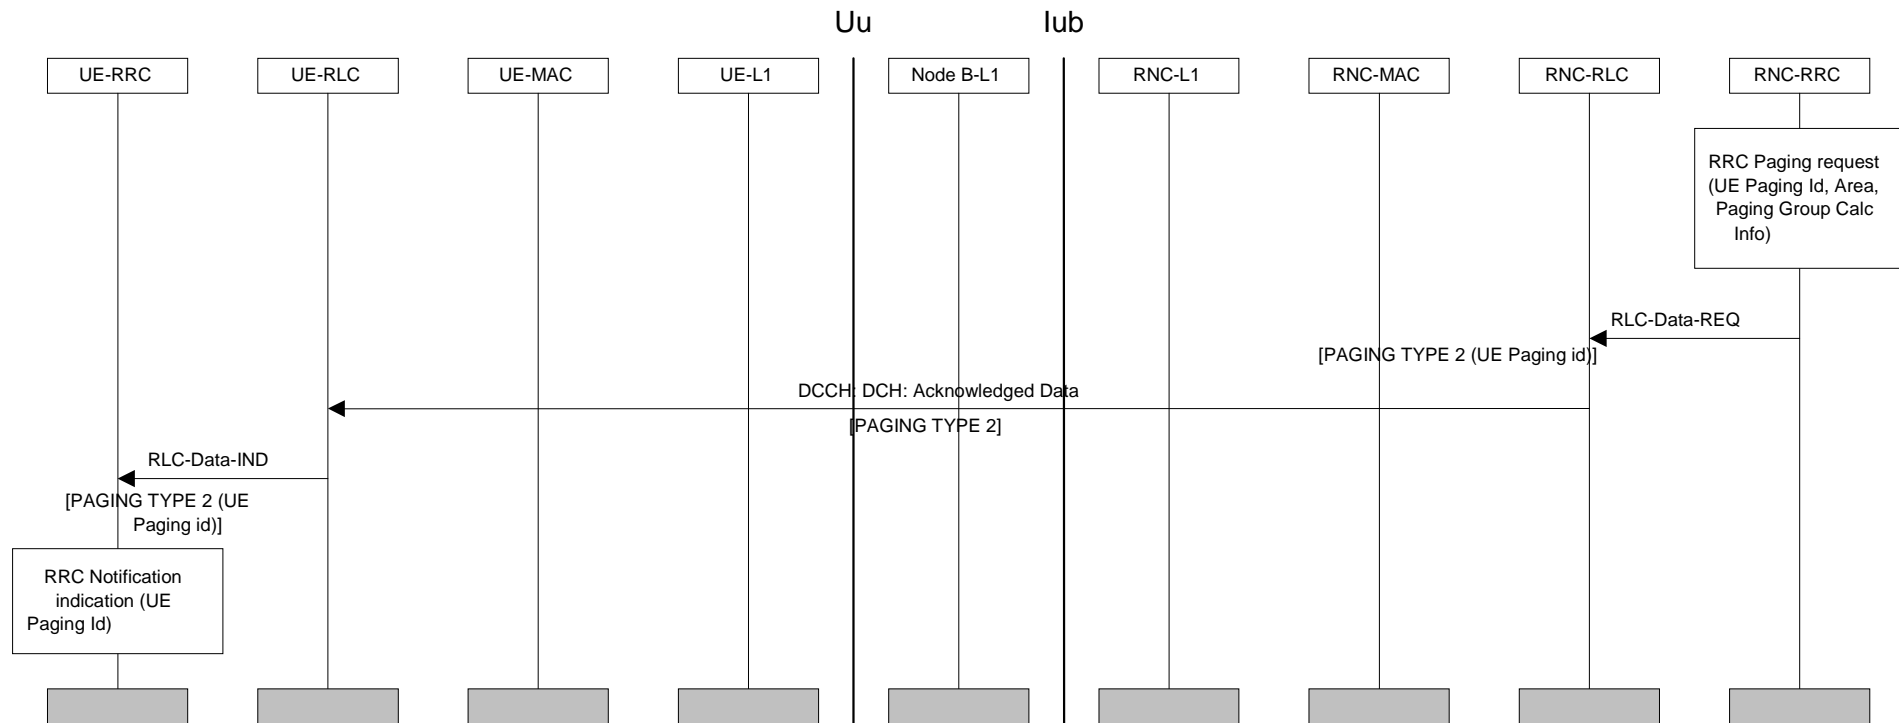 Uu Iub
UE-RRC UE-RLC UE-MAC UE-L1 Node B-L1 RNC-L1 RNC-MAC RNC-RLC RNC-RRC
RRC Paging request
(UE Paging Id, Area,
Paging Group Calc
Info)
RLC-Data-REQ
[PAGING TYPE 2 (UE Paging id)]
DCCH: DCH: Acknowledged Data
[PAGING TYPE 2]
RLC-Data-IND
[PAGING TYPE 2 (UE
Paging id)]
RRC Notification
indication (UE
Paging Id)